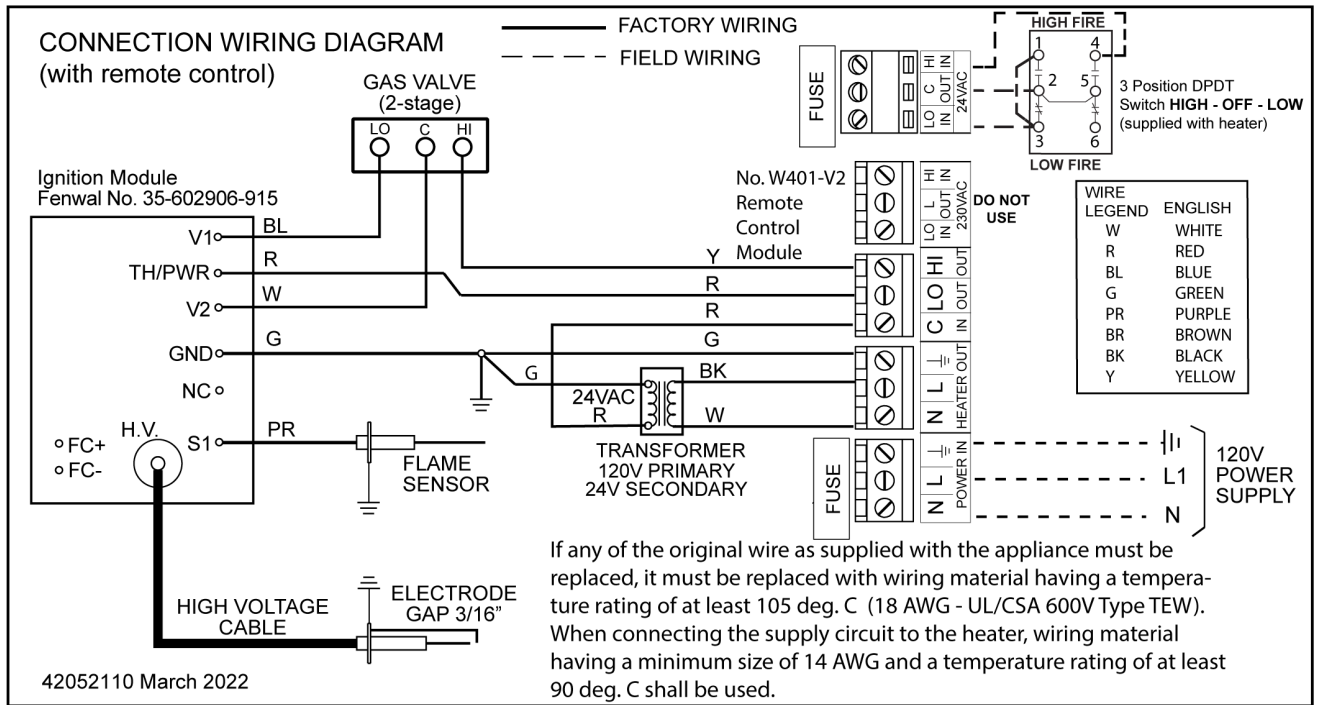 CONNECTION WIRING DIAGRAM
(with remote control)
FACTORY WIRING
FIELD WIRING
GAS VALVE
(2-stage)
LO C HI
Ignition Module
Fenwal No. 35-602906-915
V1
BL
TH/PWR
R
V2
W
GND
G
NC
H.V.
S1
PR
FC+
FC-
FLAME
SENSOR
HIGH VOLTAGE
CABLE
ELECTRODE
GAP 3/16"
G
24VAC
R
BK
W
TRANSFORMER
120V PRIMARY
24V SECONDARY
Y
R
R
G
No. W401-V2
Remote
Control
Module
FUSE
HI IN
C OUT
LO IN
24VAC
HI IN
L OUT
LO IN
230VAC
DO NOT
USE
HI OUT
LO OUT
C IN
L
N
HEATER OUT
FUSE
L
N
POWER IN
HIGH FIRE
1 4
2 5
3 6
LOW FIRE
3 Position DPDT
Switch HIGH - OFF - LOW
(supplied with heater)
WIRE
LEGEND ENGLISH
W WHITE
R RED
BL BLUE
G GREEN
PR PURPLE
BR BROWN
BK BLACK
Y YELLOW
L1
N
120V
POWER
SUPPLY
If any of the original wire as supplied with the appliance must be
replaced, it must be replaced with wiring material having a tempera-
ture rating of at least 105 deg. C (18 AWG - UL/CSA 600V Type TEW).
When connecting the supply circuit to the heater, wiring material
having a minimum size of 14 AWG and a temperature rating of at least
90 deg. C shall be used.
42052110 March 2022